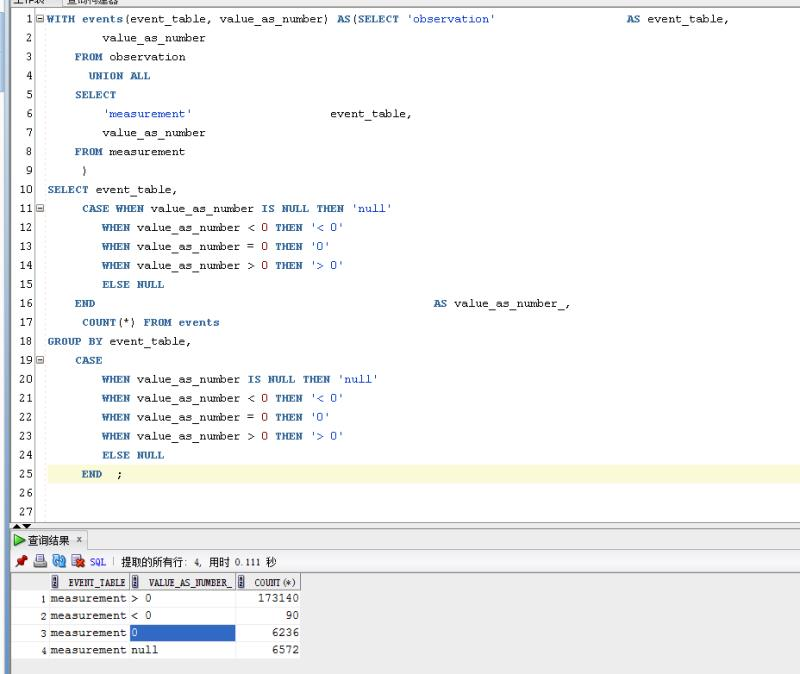 1 WITH events(event_table, value_as_number) AS(SELECT 'observation' AS event_table,
2 value_as_number
3 FROM observation
4 UNION ALL
5 SELECT
6 'measurement' event_table,
7 value_as_number
8 FROM measurement
9 )
10 SELECT event_table,
11 CASE WHEN value_as_number IS NULL THEN 'null'
12 WHEN value_as_number < 0 THEN '< 0'
13 WHEN value_as_number = 0 THEN '0'
14 WHEN value_as_number > 0 THEN '> 0'
15 ELSE NULL
16 END AS value_as_number_,
17 COUNT(*) FROM events
18 GROUP BY event_table,
19 CASE
20 WHEN value_as_number IS NULL THEN 'null'
21 WHEN value_as_number < 0 THEN '< 0'
22 WHEN value_as_number = 0 THEN '0'
23 WHEN value_as_number > 0 THEN '> 0'
24 ELSE NULL
25 END ;
26
27
查询结果 ×
SQL | 提取的所有行: 4, 用时 0.111 秒
EVENT_TABLE VALUE_AS_NUMBER_ COUNT(*)
1 measurement > 0 173140
2 measurement < 0 90
3 measurement 0 6236
4 measurement null 6572